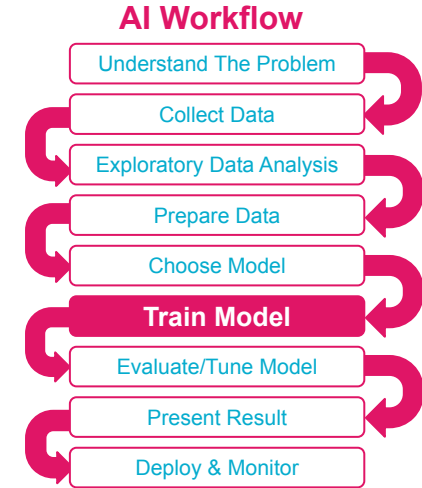 AI Workflow
Understand The Problem
Collect Data
Exploratory Data Analysis
Prepare Data
Choose Model
Train Model
Evaluate/Tune Model
Present Result
Deploy & Monitor